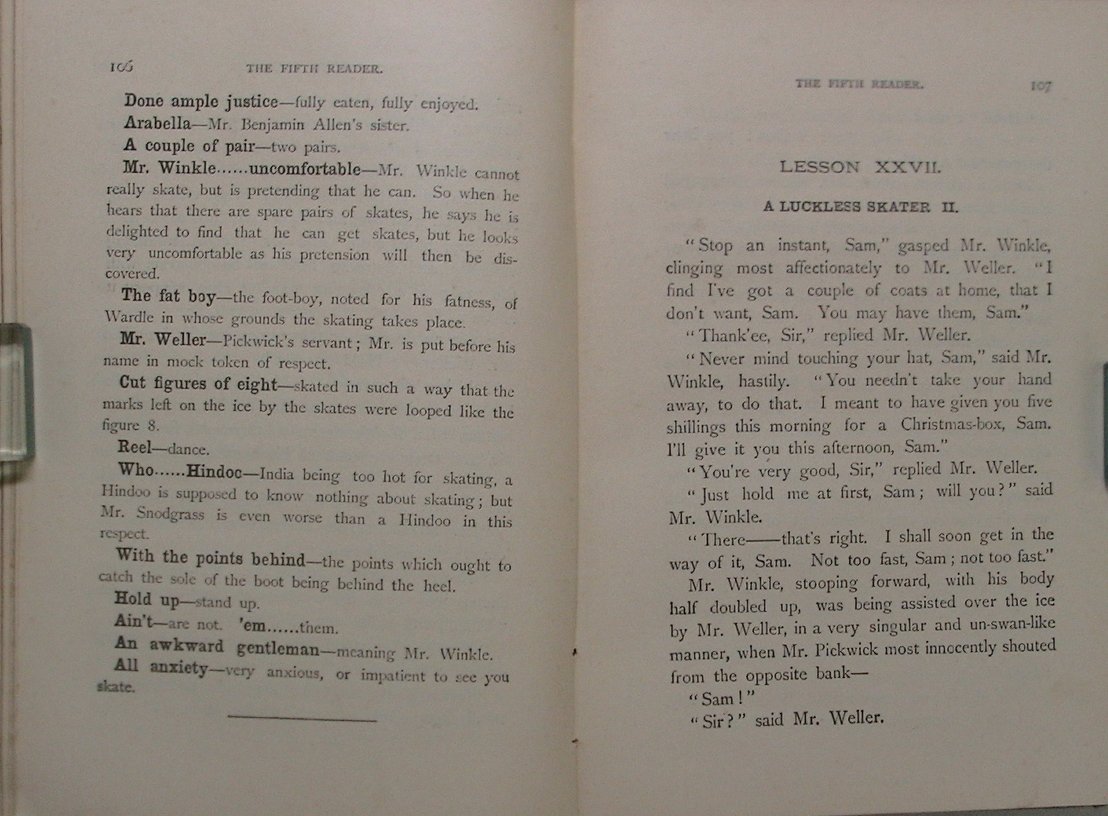 106
THE FIFTH READER.
Done ample justice—fully eaten, fully enjoyed.
Arabella—Mr. Benjamin Allen's sister.
A couple of pair—two pairs.
Mr. Winkle......uncomfortable—Mr. Winkle cannot
really skate, but is pretending that he can. So when he
hears that there are spare pairs of skates, he says he is
delighted to find that he can get skates, but he looks
very uncomfortable as his pretension will then be dis-
covered.
The fat boy—the foot-boy, noted for his fatness, of
Wardle in whose grounds the skating takes place.
Mr. Weller—Pickwick's servant; Mr. is put before his
name in mock token of respect.
Cut figures of eight—skated in such a way that the
marks left on the ice by the skates were looped like the
figure 8.
Reel—dance.
Who......Hindoo—India being too hot for skating, a
Hindoo is supposed to know nothing about skating; but
Mr. Snodgrass is even worse than a Hindoo in this
respect.
With the points behind—the points which ought to
catch the sole of the boot being behind the heel.
Hold up—stand up.
Ain't—are not. 'em......them.
An awkward gentleman—meaning Mr. Winkle.
All anxiety—very anxious, or impatient to see you
skate.
THE FIFTH READER.
107
LESSON XXVII.
A LUCKLESS SKATER II.
"Stop an instant, Sam," gasped Mr. Winkle,
clinging most affectionately to Mr. Weller. "I
find I've got a couple of coats at home, that I
don't want, Sam. You may have them, Sam."
"Thank'ee, Sir," replied Mr. Weller.
"Never mind touching your hat, Sam," said Mr.
Winkle, hastily. "You needn't take your hand
away, to do that. I meant to have given you five
shillings this morning for a Christmas-box, Sam.
I'll give it you this afternoon, Sam."
"You're very good, Sir," replied Mr. Weller.
"Just hold me at first, Sam; will you?" said
Mr. Winkle.
"There——that's right. I shall soon get in the
way of it, Sam. Not too fast, Sam; not too fast."
Mr. Winkle, stooping forward, with his body
half doubled up, was being assisted over the ice
by Mr. Weller, in a very singular and un-swan-like
manner, when Mr. Pickwick most innocently shouted
from the opposite bank—
"Sam!"
"Sir?" said Mr. Weller.